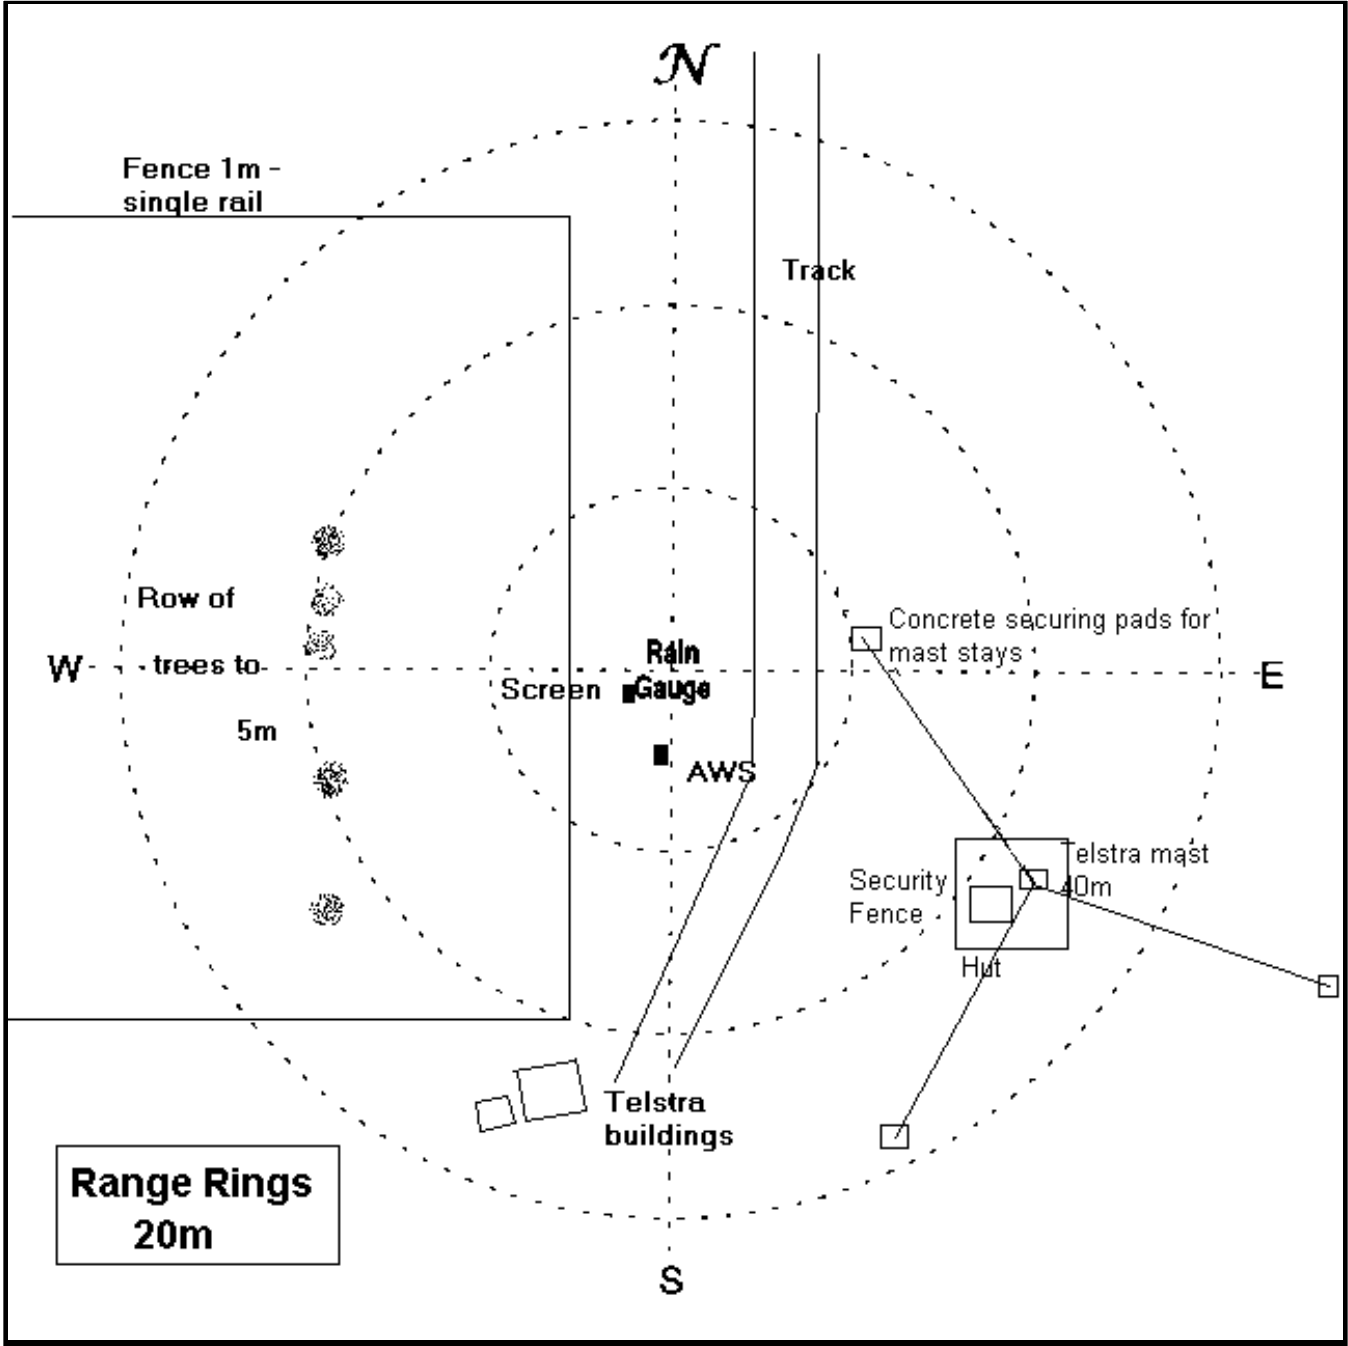 N
Fence 1m -
single rail
Track
Row of
trees to
5m
W
Rain
Gauge
Screen
AWS
Concrete securing pads for
mast stays
E
Telstra mast
40m
Security
Fence
Hut
Telstra
buildings
Range Rings
20m
S